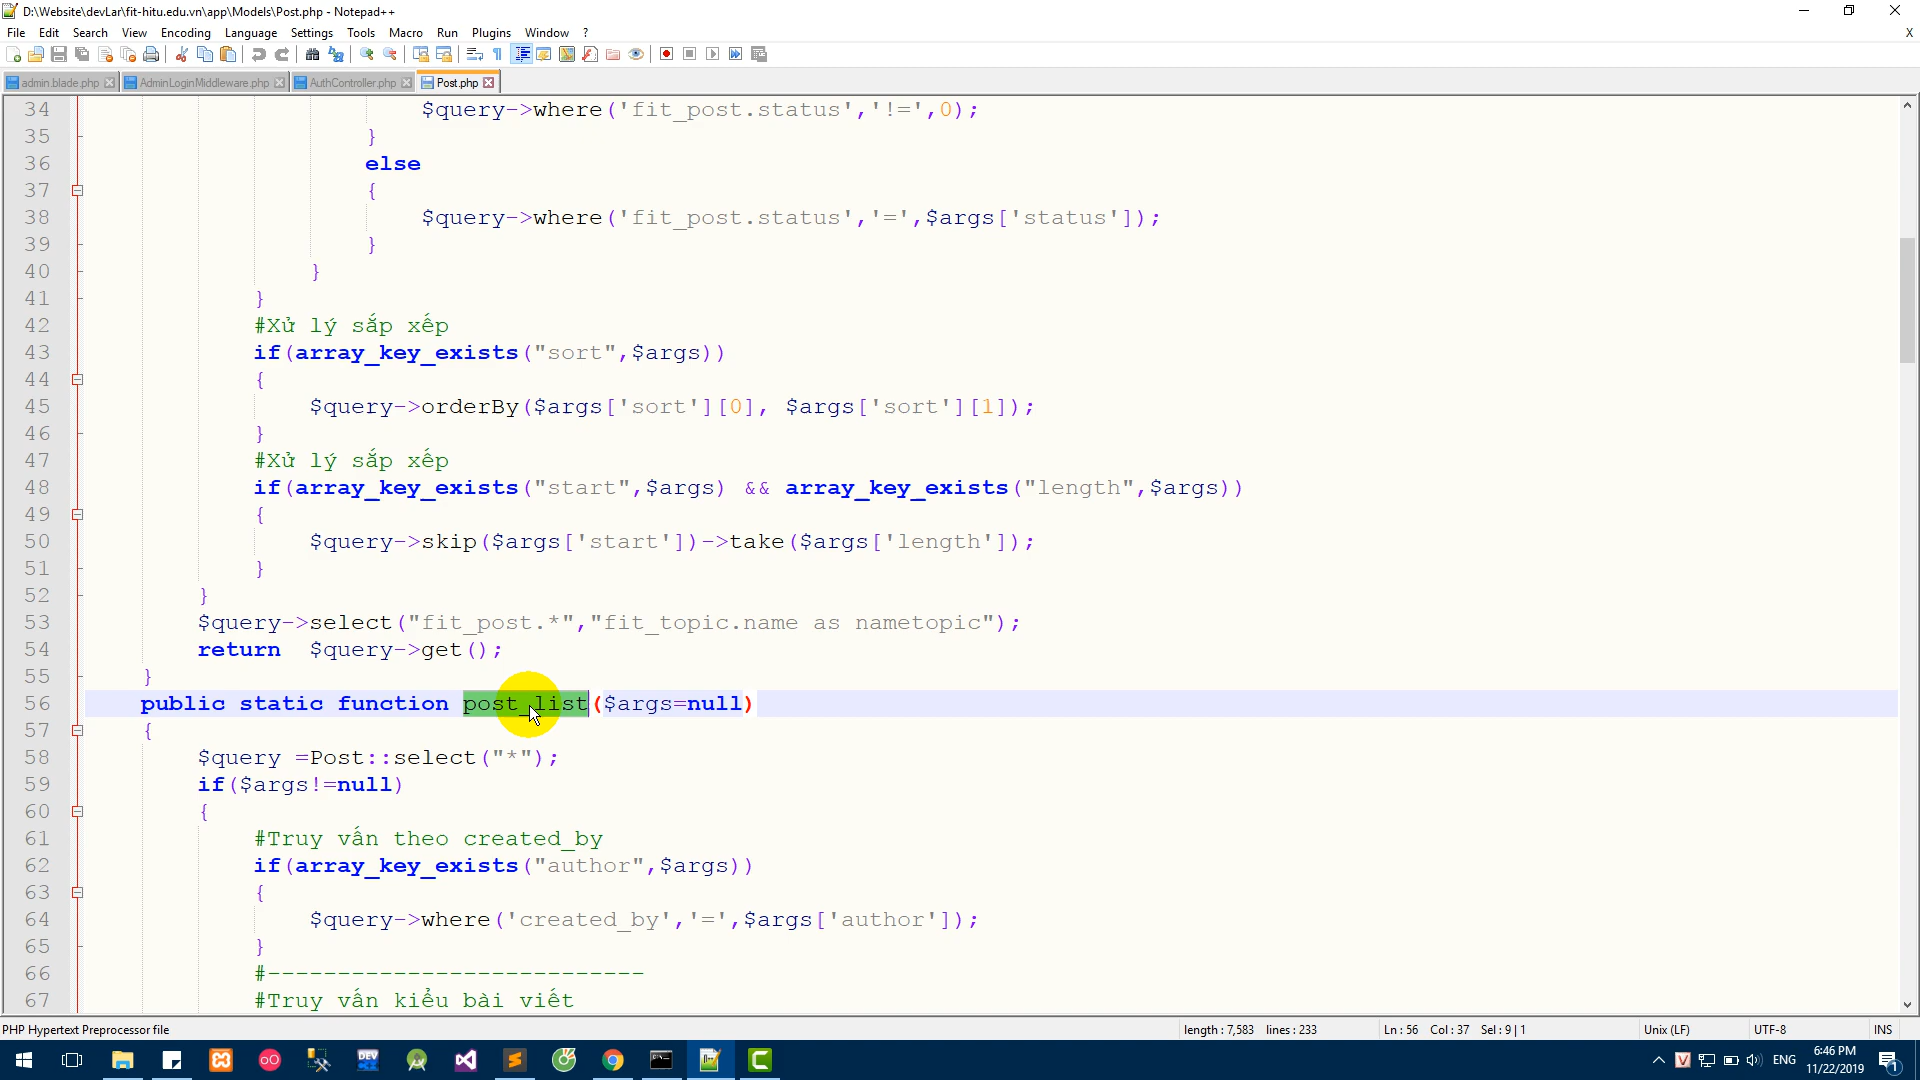 D:\Website\devLar\fit-hitu.edu.vn\app\Models\Post.php - Notepad++
File Edit Search View Encoding Language Settings Tools Macro Run Plugins Window ? X
admin.blade.php AdminLoginMiddleware.php AuthController.php Post.php
34 $query->where('fit_post.status','!=',0);
35 }
36 else
37 {
38 $query->where('fit_post.status','=',$args['status']);
39 }
40 }
41 }
42 #Xử lý sắp xếp
43 if(array_key_exists("sort",$args))
44 {
45 $query->orderBy($args['sort'][0], $args['sort'][1]);
46 }
47 #Xử lý sắp xếp
48 if(array_key_exists("start",$args) && array_key_exists("length",$args))
49 {
50 $query->skip($args['start'])->take($args['length']);
51 }
52 }
53 $query->select("fit_post.*","fit_topic.name as nametopic");
54 return  $query->get();
55 }
56 public static function post_list($args=null)
57 {
58 $query =Post::select("*");
59 if($args!=null)
60 {
61 #Truy vấn theo created_by
62 if(array_key_exists("author",$args))
63 {
64 $query->where('created_by','=',$args['author']);
65 }
66 #---------------------------
67 #Truy vấn kiểu bài viết
PHP Hypertext Preprocessor file length : 7,583 lines : 233 Ln : 56 Col : 37 Sel : 9 | 1 Unix (LF) UTF-8 INS
DEV ENG 6:46 PM
11/22/2019 1